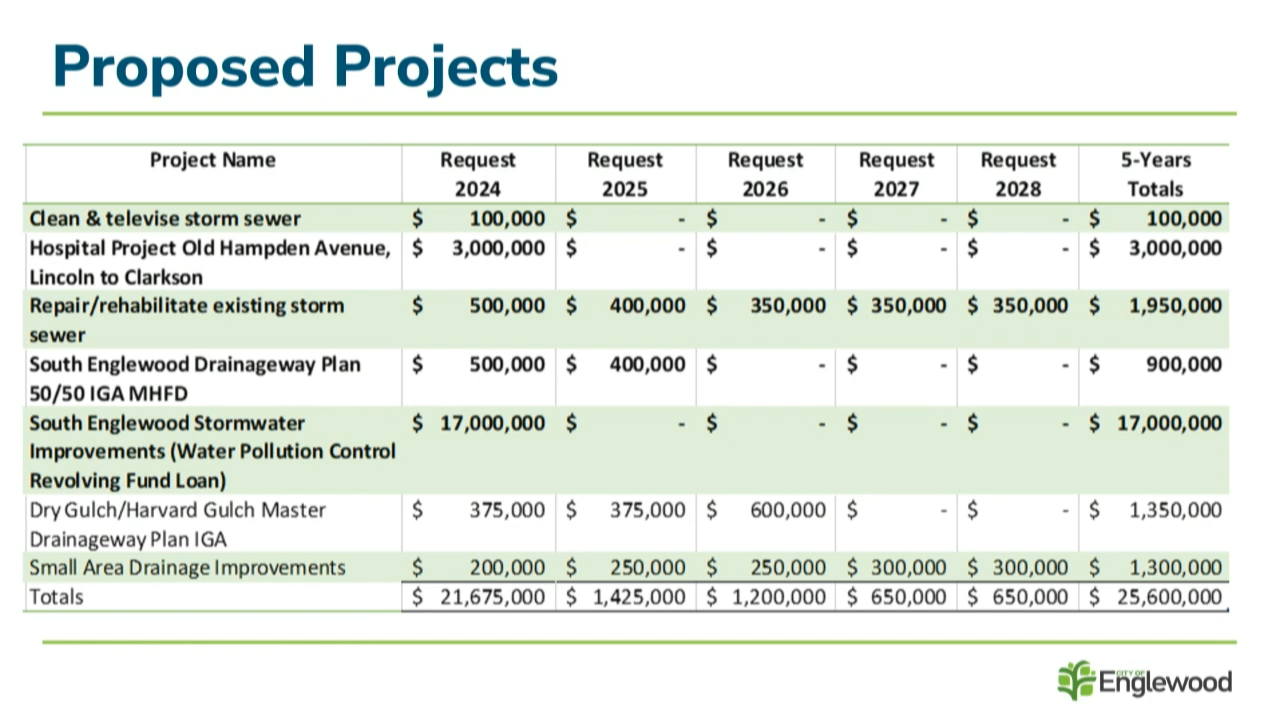 Proposed Projects
Project Name Request 2024 Request 2025 Request 2026 Request 2027 Request 2028 5-Years Totals
Clean & televise storm sewer $ 100,000 $ - $ - $ - $ - $ 100,000
Hospital Project Old Hampden Avenue, $ 3,000,000 $ - $ - $ - $ - $ 3,000,000
Lincoln to Clarkson
Repair/rehabilitate existing storm $ 500,000 $ 400,000 $ 350,000 $ 350,000 $ 350,000 $ 1,950,000
sewer
South Englewood Drainageway Plan $ 500,000 $ 400,000 $ - $ - $ - $ 900,000
50/50 IGA MHFD
South Englewood Stormwater $ 17,000,000 $ - $ - $ - $ - $ 17,000,000
Improvements (Water Pollution Control
Revolving Fund Loan)
Dry Gulch/Harvard Gulch Master $ 375,000 $ 375,000 $ 600,000 $ - $ - $ 1,350,000
Drainageway Plan IGA
Small Area Drainage Improvements $ 200,000 $ 250,000 $ 250,000 $ 300,000 $ 300,000 $ 1,300,000
Totals $ 21,675,000 $ 1,425,000 $ 1,200,000 $ 650,000 $ 650,000 $ 25,600,000
CITY OF
Englewood